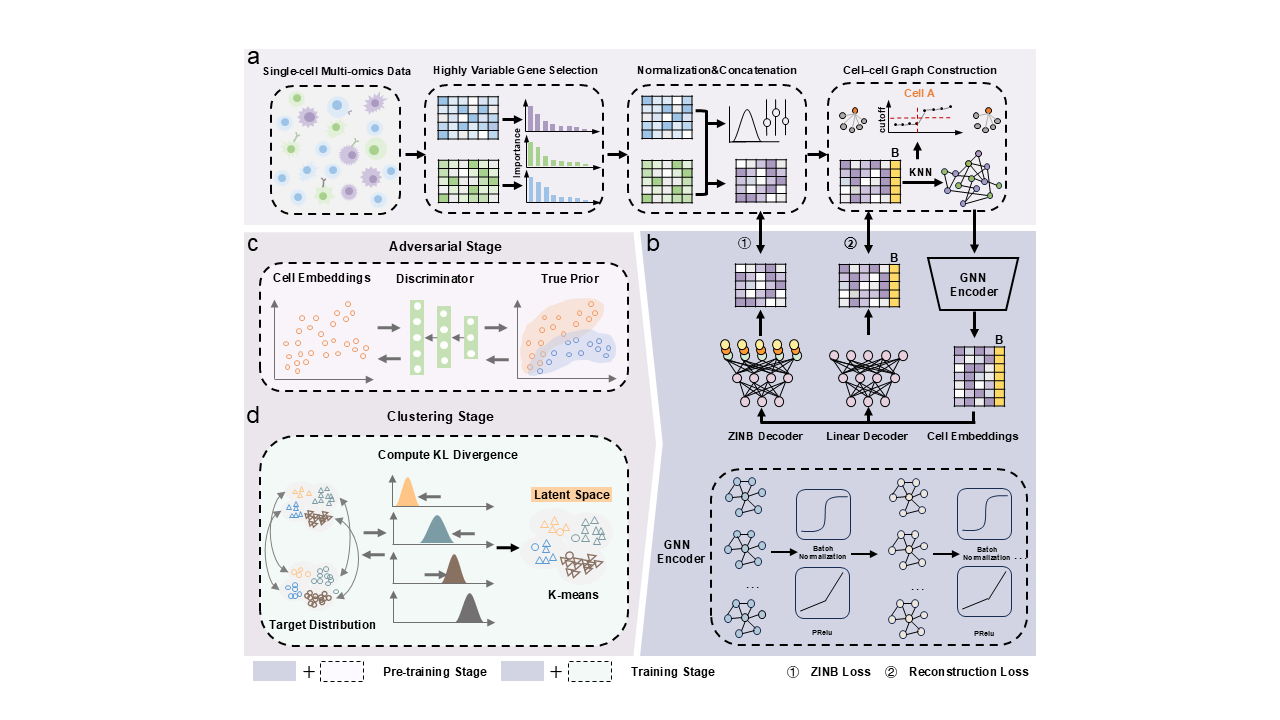 a
Single-cell Multi-omics Data
Highly Variable Gene Selection
Normalization&Concatenation
Cell–cell Graph Construction
Importance
Cell A
cutoff
B
KNN
c
Adversarial Stage
Cell Embeddings
Discriminator
True Prior
b
①
②
B
GNN
Encoder
B
ZINB Decoder
Linear Decoder
Cell Embeddings
d
Clustering Stage
Compute KL Divergence
Latent Space
K-means
Target Distribution
GNN
Encoder
Batch
Normalization
PRelu
Batch
Normalization
PRelu
...
...
...
+
Pre-training Stage
+
Training Stage
① ZINB Loss
② Reconstruction Loss